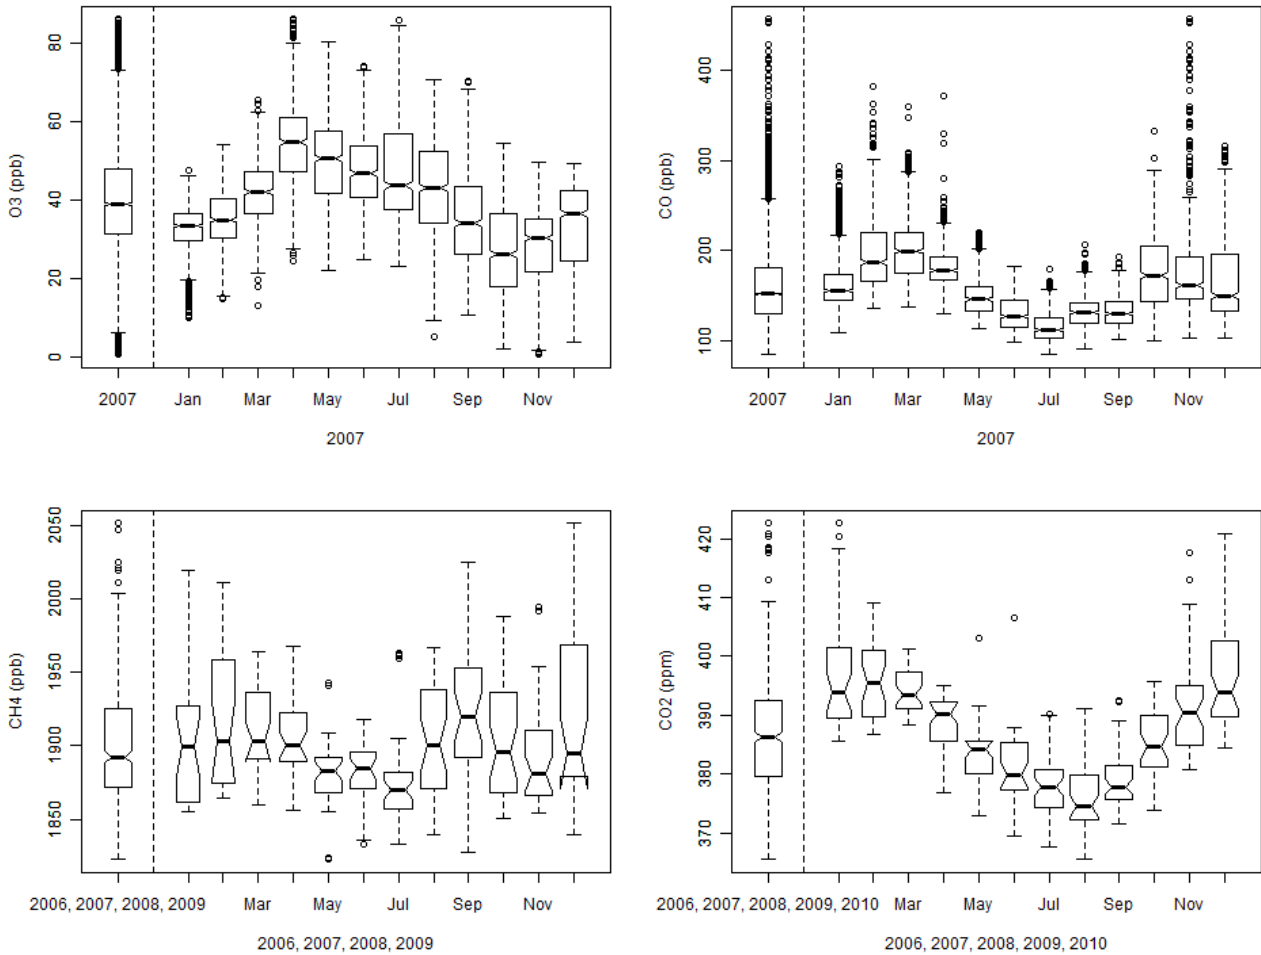 O3 (ppb)
80
60
40
20
0
2007 Jan Mar May Jul Sep Nov
2007
CO (ppb)
400
300
200
100
2007 Jan Mar May Jul Sep Nov
2007
CH4 (ppb)
2050
2000
1950
1900
1850
2006, 2007, 2008, 2009 Mar May Jul Sep Nov
2006, 2007, 2008, 2009
CO2 (ppm)
420
410
400
390
380
370
2006, 2007, 2008, 2009, 2010 Mar May Jul Sep Nov
2006, 2007, 2008, 2009, 2010